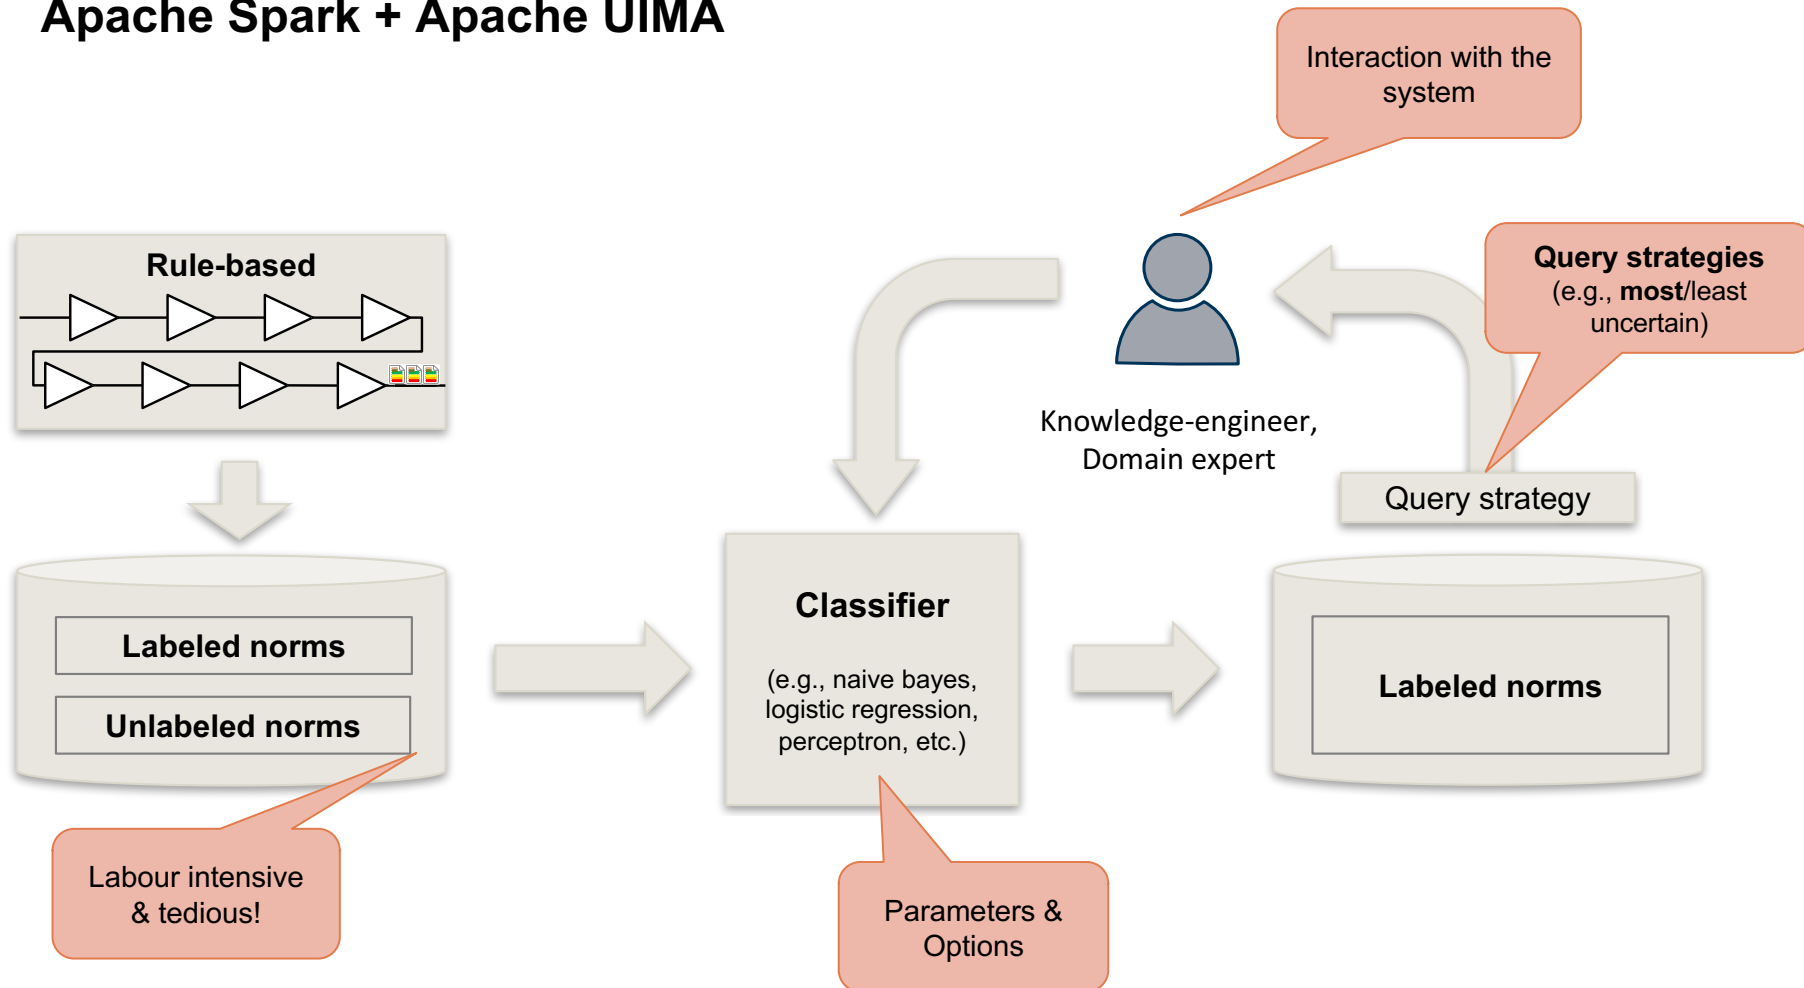 Apache Spark + Apache UIMA
Interaction with the
system
Rule-based
Query strategies
(e.g., most/least
uncertain)
Knowledge-engineer,
Domain expert
Query strategy
Labeled norms
Unlabeled norms
Classifier
(e.g., naive bayes,
logistic regression,
perceptron, etc.)
Labeled norms
Labour intensive
& tedious!
Parameters &
Options